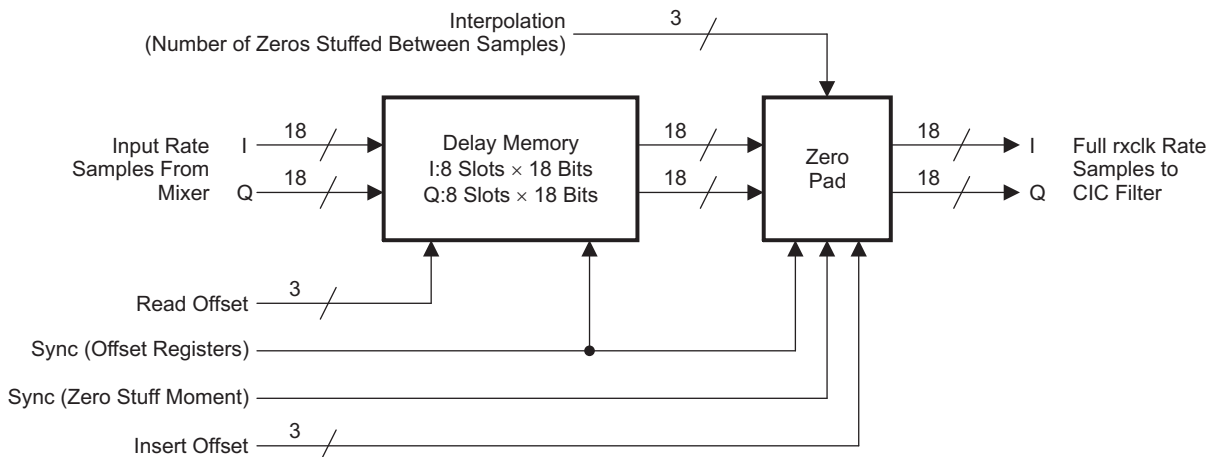 Interpolation
(Number of Zeros Stuffed Between Samples)
3
Input Rate
Samples From
Mixer
I
Q
18
18
Delay Memory
I:8 Slots × 18 Bits
Q:8 Slots × 18 Bits
18
18
Zero
Pad
18
18
I
Q
Full rxclk Rate
Samples to
CIC Filter
Read Offset
3
Sync (Offset Registers)
Sync (Zero Stuff Moment)
Insert Offset
3